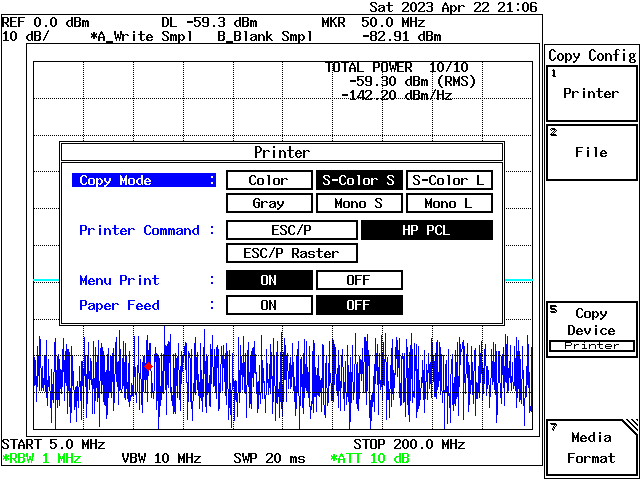 Sat 2023 Apr 22 21:06
REF 0.0 dBm DL -59.3 dBm MKR 50.0 MHz
10 dB/ *A_Write Smpl B_Blank Smpl -82.91 dBm
TOTAL POWER 10/10
-59.30 dBm (RMS)
-142.20 dBm/Hz
Printer
Copy Mode : Color S-Color S S-Color L
Gray Mono S Mono L
Printer Command : ESC/P HP PCL
ESC/P Raster
Menu Print : ON OFF
Paper Feed : ON OFF
START 5.0 MHz STOP 200.0 MHz
*RBW 1 MHz VBW 10 MHz SWP 20 ms *ATT 10 dB
Copy Config
1
Printer
2
File
5
Copy
Device
Printer
7
Media
Format